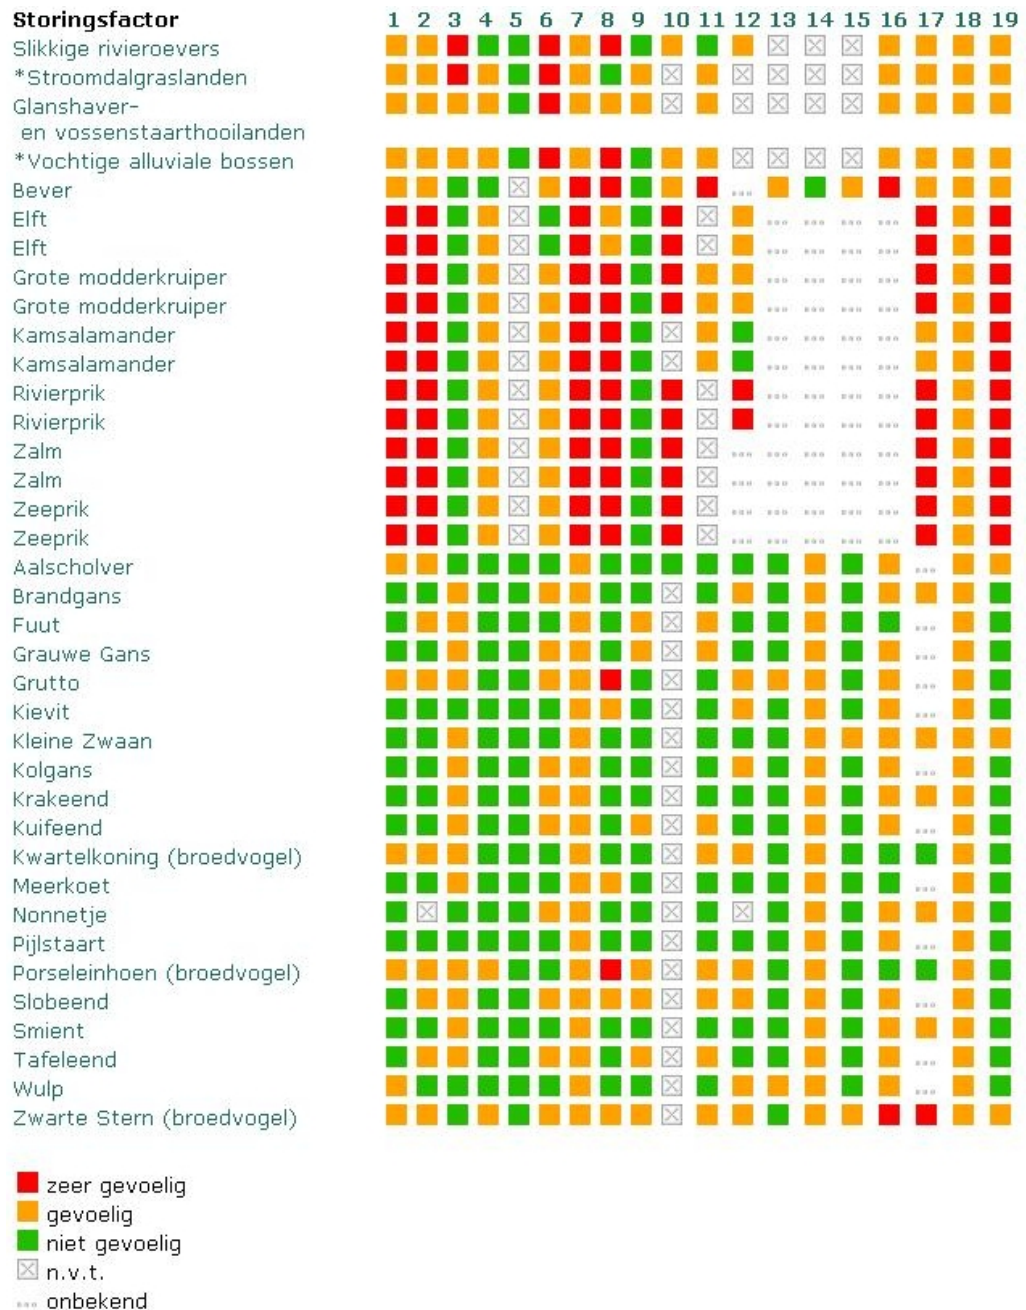 Storingsfactor 1 2 3 4 5 6 7 8 9 10 11 12 13 14 15 16 17 18 19
Slikkige rivieroevers
*Stroomdalgraslanden
Glanshaver-
en vossenstaarthooilanden
*Vochtige alluviale bossen
Bever ...
Elft ... ... ... ...
Elft ... ... ... ...
Grote modderkruiper ... ... ... ...
Grote modderkruiper ... ... ... ...
Kamsalamander ... ... ... ...
Kamsalamander ... ... ... ...
Rivierprik ... ... ... ...
Rivierprik ... ... ... ...
Zalm ... ... ... ... ...
Zalm ... ... ... ... ...
Zeeprik ... ... ... ... ...
Zeeprik ... ... ... ... ...
Aalscholver ...
Brandgans
Fuut ...
Grauwe Gans ...
Grutto ...
Kievit ...
Kleine Zwaan
Kolgans ...
Krakeend
Kuifeend ...
Kwartelkoning (broedvogel)
Meerkoet ...
Nonnetje
Pijlstaart ...
Porseleinhoen (broedvogel)
Slobeend ...
Smient
Tafeleend ...
Wulp ...
Zwarte Stern (broedvogel)
zeer gevoelig
gevoelig
niet gevoelig
n.v.t.
... onbekend